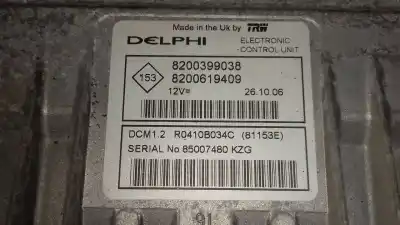 Made in the Uk by TRW
DELPHI ELECTRONIC
CONTROL UNIT
8200399038
153
8200619409
12V= 26.10.06
DCM1.2 R0410B034C (81153E)
SERIAL No 85007480 KZG